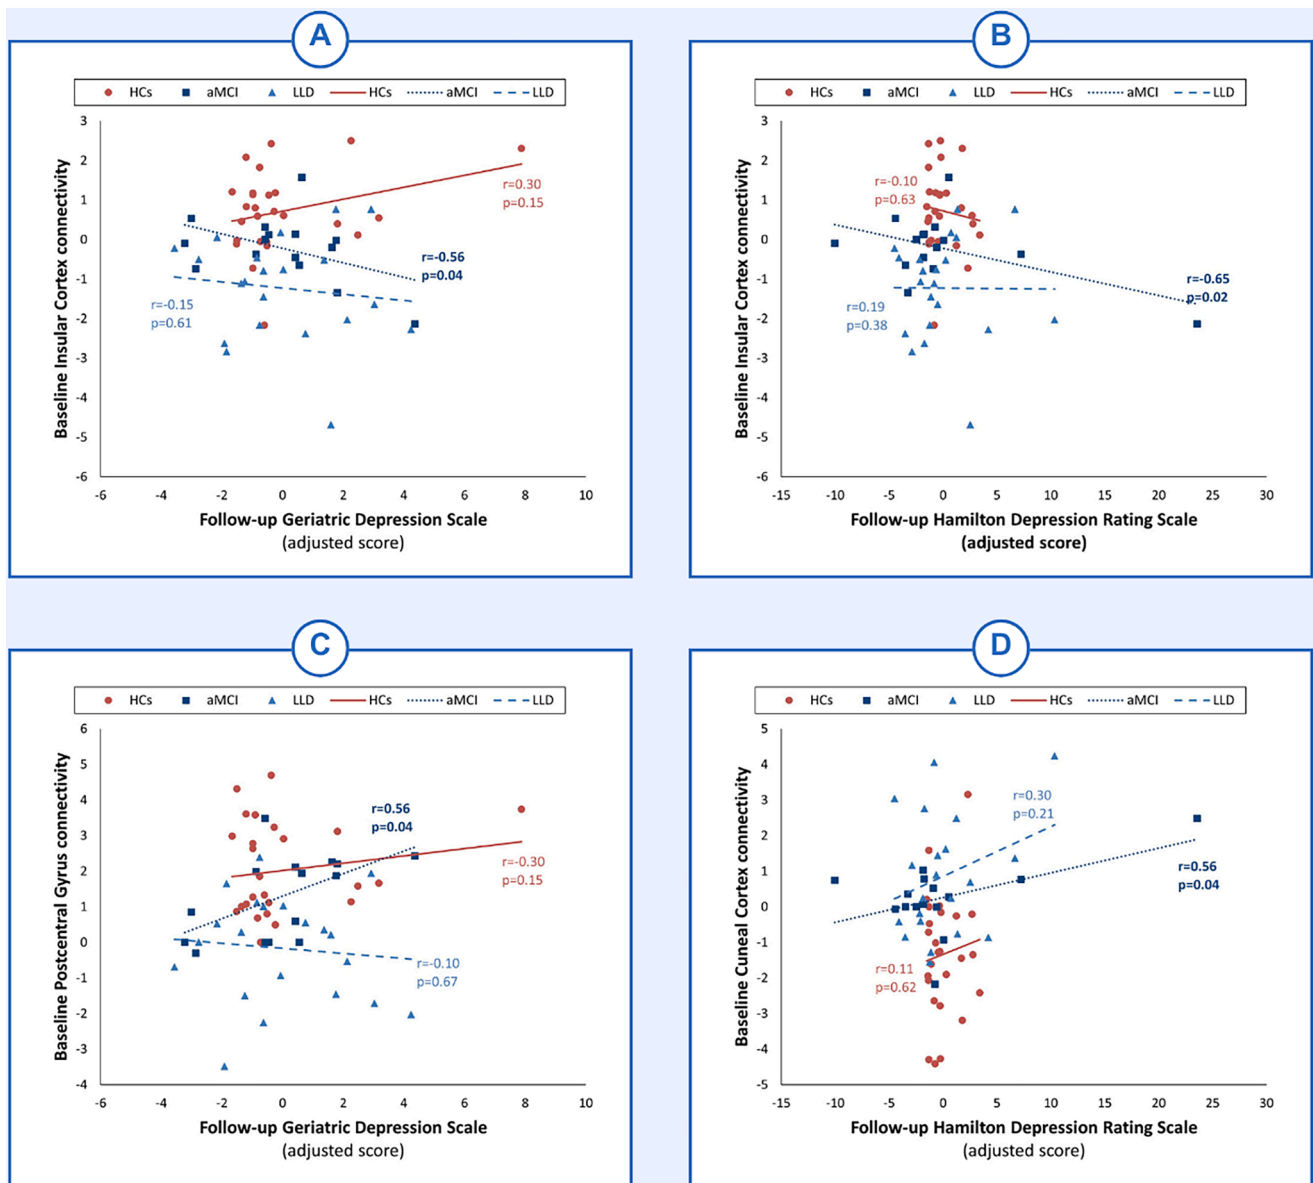 A
HCs aMCI LLD HCs aMCI LLD
3
2
1
0
-1
-2
-3
-4
-5
-6
Baseline Insular Cortex connectivity
r=0.30
p=0.15
r=-0.56
p=0.04
r=-0.15
p=0.61
-6 -4 -2 0 2 4 6 8 10
Follow-up Geriatric Depression Scale
(adjusted score)
B
HCs aMCI LLD HCs aMCI LLD
3
2
1
0
-1
-2
-3
-4
-5
-6
Baseline Insular Cortex connectivity
r=-0.10
p=0.63
r=-0.65
p=0.02
r=0.19
p=0.38
-15 -10 -5 0 5 10 15 20 25 30
Follow-up Hamilton Depression Rating Scale
(adjusted score)
C
HCs aMCI LLD HCs aMCI LLD
6
5
4
3
2
1
0
-1
-2
-3
-4
Baseline Postcentral Gyrus connectivity
r=0.56
p=0.04
r=-0.30
p=0.15
r=-0.10
p=0.67
-6 -4 -2 0 2 4 6 8 10
Follow-up Geriatric Depression Scale
(adjusted score)
D
HCs aMCI LLD HCs aMCI LLD
5
4
3
2
1
0
-1
-2
-3
-4
-5
Baseline Cuneal Cortex connectivity
r=0.30
p=0.21
r=0.56
p=0.04
r=0.11
p=0.62
-15 -10 -5 0 5 10 15 20 25 30
Follow-up Hamilton Depression Rating Scale
(adjusted score)